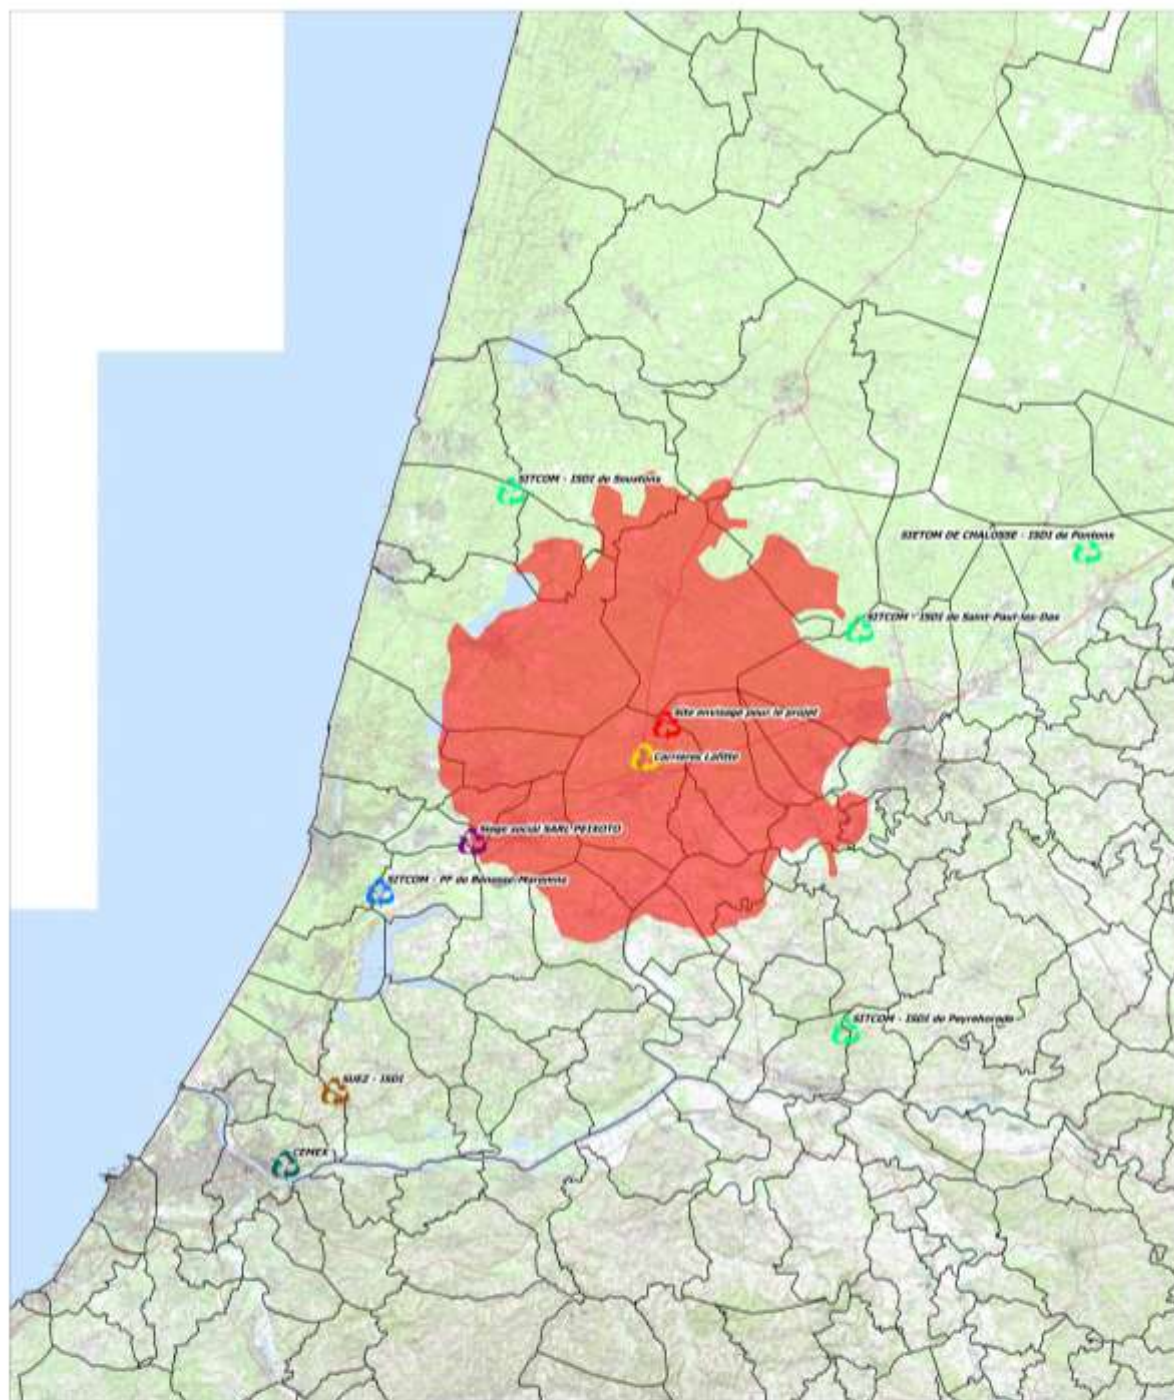 SITCOM - ISDI de Soustons
SIETOM DE CHALOSSE - ISDI de Pontonx
SITCOM - ISDI de Saint-Paul-les-Dax
Site envisagé pour le projet
Carrières Lafitte
Siège social SARL PEIXOTO
SITCOM - PF de Bénesse-Maremne
SITCOM - ISDI de Peyrehorade
SUEZ - ISDI
CEMEX